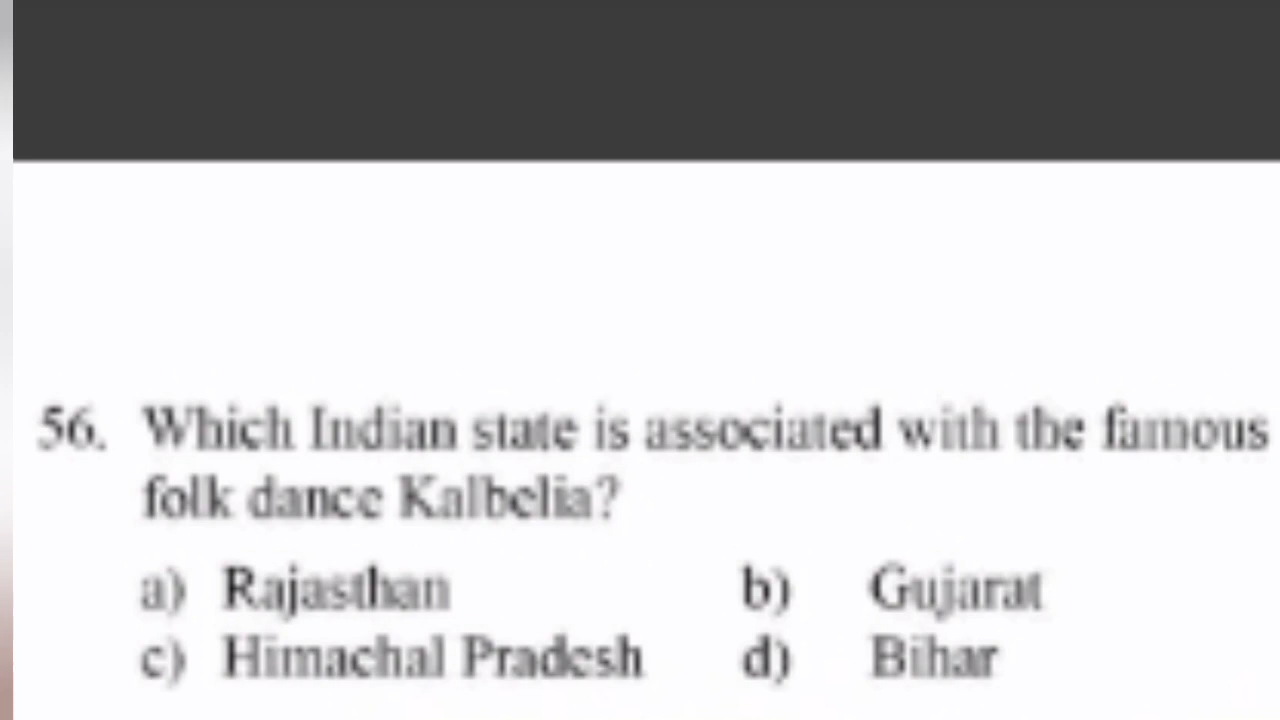 56. Which Indian state is associated with the famous
folk dance Kalbelia?
a) Rajasthan b) Gujarat
c) Himachal Pradesh d) Bihar